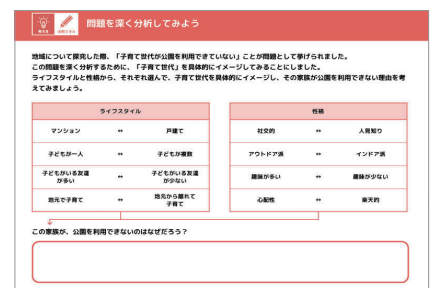 問題を深く分析してみよう
地域について探究した際、「子育て世代が公園を利用できていない」ことが問題として挙げられました。
この問題を深く分析するために、「子育て世代」を具体的にイメージしてみることにしました。
ライフスタイルと性格から、それぞれ選んで、子育て世代を具体的にイメージし、その家族が公園を利用できない理由を考
えてみましょう。
ライフスタイル
マンション ↔ 戸建て
子どもが一人 ↔ 子どもが複数
子どもがいる友達
が多い ↔ 子どもがいる友達
が少ない
地元で子育て ↔ 地元から離れて
子育て
性格
社交的 ↔ 人見知り
アウトドア派 ↔ インドア派
趣味が多い ↔ 趣味が少ない
心配性 ↔ 楽天的
この家族が、公園を利用できないのはなぜだろう？